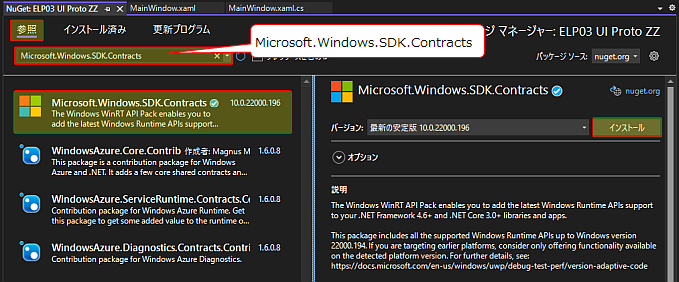 NuGet: ELP03 UI Proto ZZ
MainWindow.xaml
MainWindow.xaml.cs
参照
インストール済み
更新プログラム
ジ マネージャー: ELP03 UI Proto ZZ
Microsoft.Windows.SDK.Contracts
Microsoft.Windows.SDK.Contracts
パッケージ ソース:
nuget.org
Microsoft.Windows.SDK.Contracts
10.0.22000.196
The Windows WinRT API Pack enables you to
add the latest Windows Runtime APIs support...
WindowsAzure.Core.Contrib 作成者: Magnus M
1.6.0.8
This package is a contribution package for Windows
Azure and .NET. It adds a few core shared contracts an...
WindowsAzure.ServiceRuntime.Contracts.C
1.6.0.8
Contribution package for Windows Azure Runtime. Get
this package to get some added value to the runtime o...
WindowsAzure.Diagnostics.Contracts.Contri
1.6.0.8
Contribution package for Windows Azure Diagnostics.
Microsoft.Windows.SDK.Contracts
nuget.org
バージョン:
最新の安定版 10.0.22000.196
インストール
オプション
説明
The Windows WinRT API Pack enables you to add the latest Windows Runtime APIs support
to your .NET Framework 4.6+ and .NET Core 3.0+ libraries and apps.
This package includes all the supported Windows Runtime APIs up to Windows version
22000.194. If you are targeting earlier platforms, consider only offering functionality available
on the detected platform version. For further details, see:
https://docs.microsoft.com/en-us/windows/uwp/debug-test-perf/version-adaptive-code